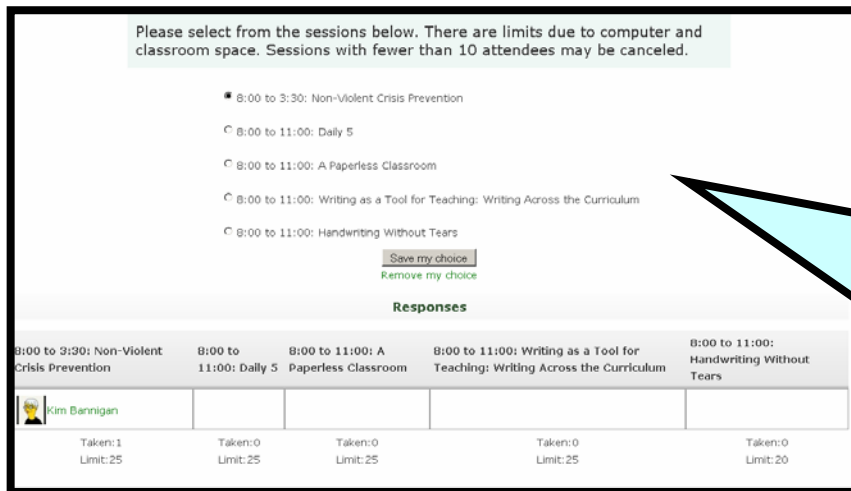 Please select from the sessions below. There are limits due to computer and
classroom space. Sessions with fewer than 10 attendees may be canceled.
8:00 to 3:30: Non-Violent Crisis Prevention
8:00 to 11:00: Daily 5
8:00 to 11:00: A Paperless Classroom
8:00 to 11:00: Writing as a Tool for Teaching: Writing Across the Curriculum
8:00 to 11:00: Handwriting Without Tears
Save my choice
Remove my choice
Responses
8:00 to 3:30: Non-Violent
Crisis Prevention
8:00 to
11:00: Daily 5
8:00 to 11:00: A
Paperless Classroom
8:00 to 11:00: Writing as a Tool for
Teaching: Writing Across the Curriculum
8:00 to 11:00:
Handwriting Without
Tears
Kim Bannigan
Taken:1
Limit:25
Taken:0
Limit:25
Taken:0
Limit:25
Taken:0
Limit:25
Taken:0
Limit:20